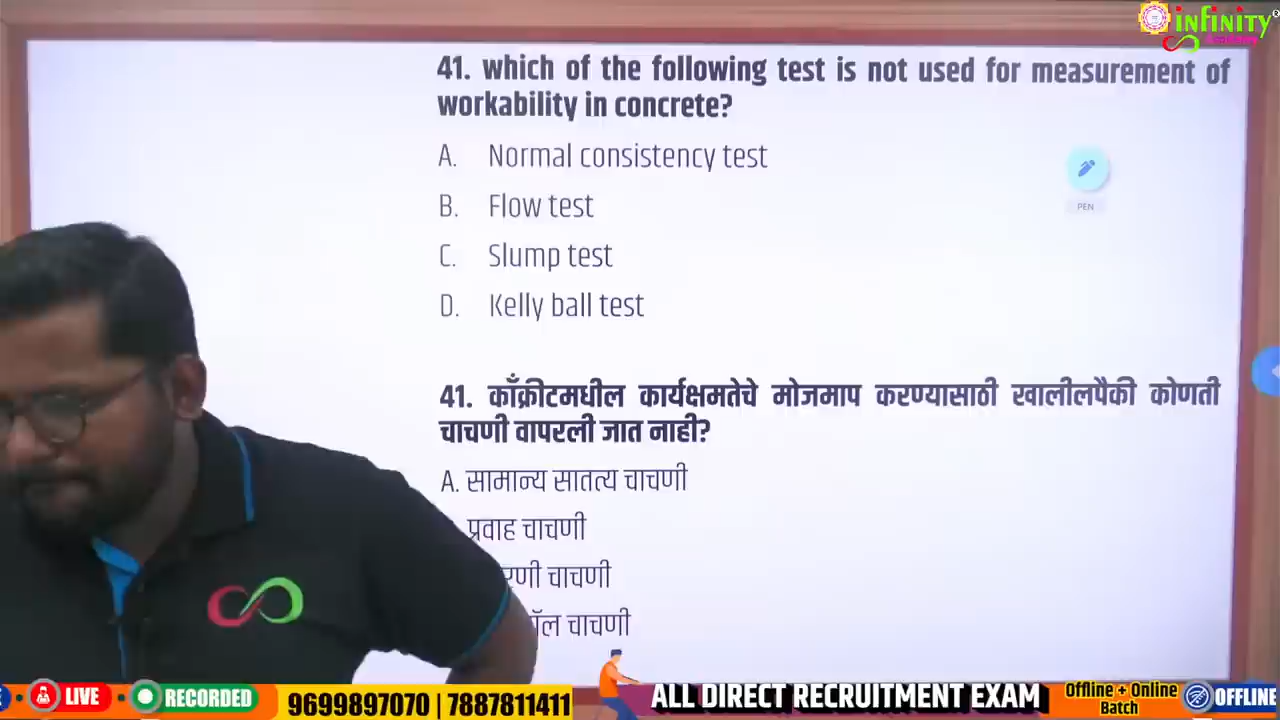 infinity
41. which of the following test is not used for measurement of
workability in concrete?
A. Normal consistency test
B. Flow test
C. Slump test
D. Kelly ball test
PEN
41. काँक्रीटमधील कार्यक्षमतेचे मोजमाप करण्यासाठी खालीलपैकी कोणती
चाचणी वापरली जात नाही?
A. सामान्य सातत्य चाचणी
प्रवाह चाचणी
चाचणी
चाचणी
LIVE
RECORDED
9699897070 | 7887811411
ALL DIRECT RECRUITMENT EXAM
Offline + Online
Batch
OFFLINE